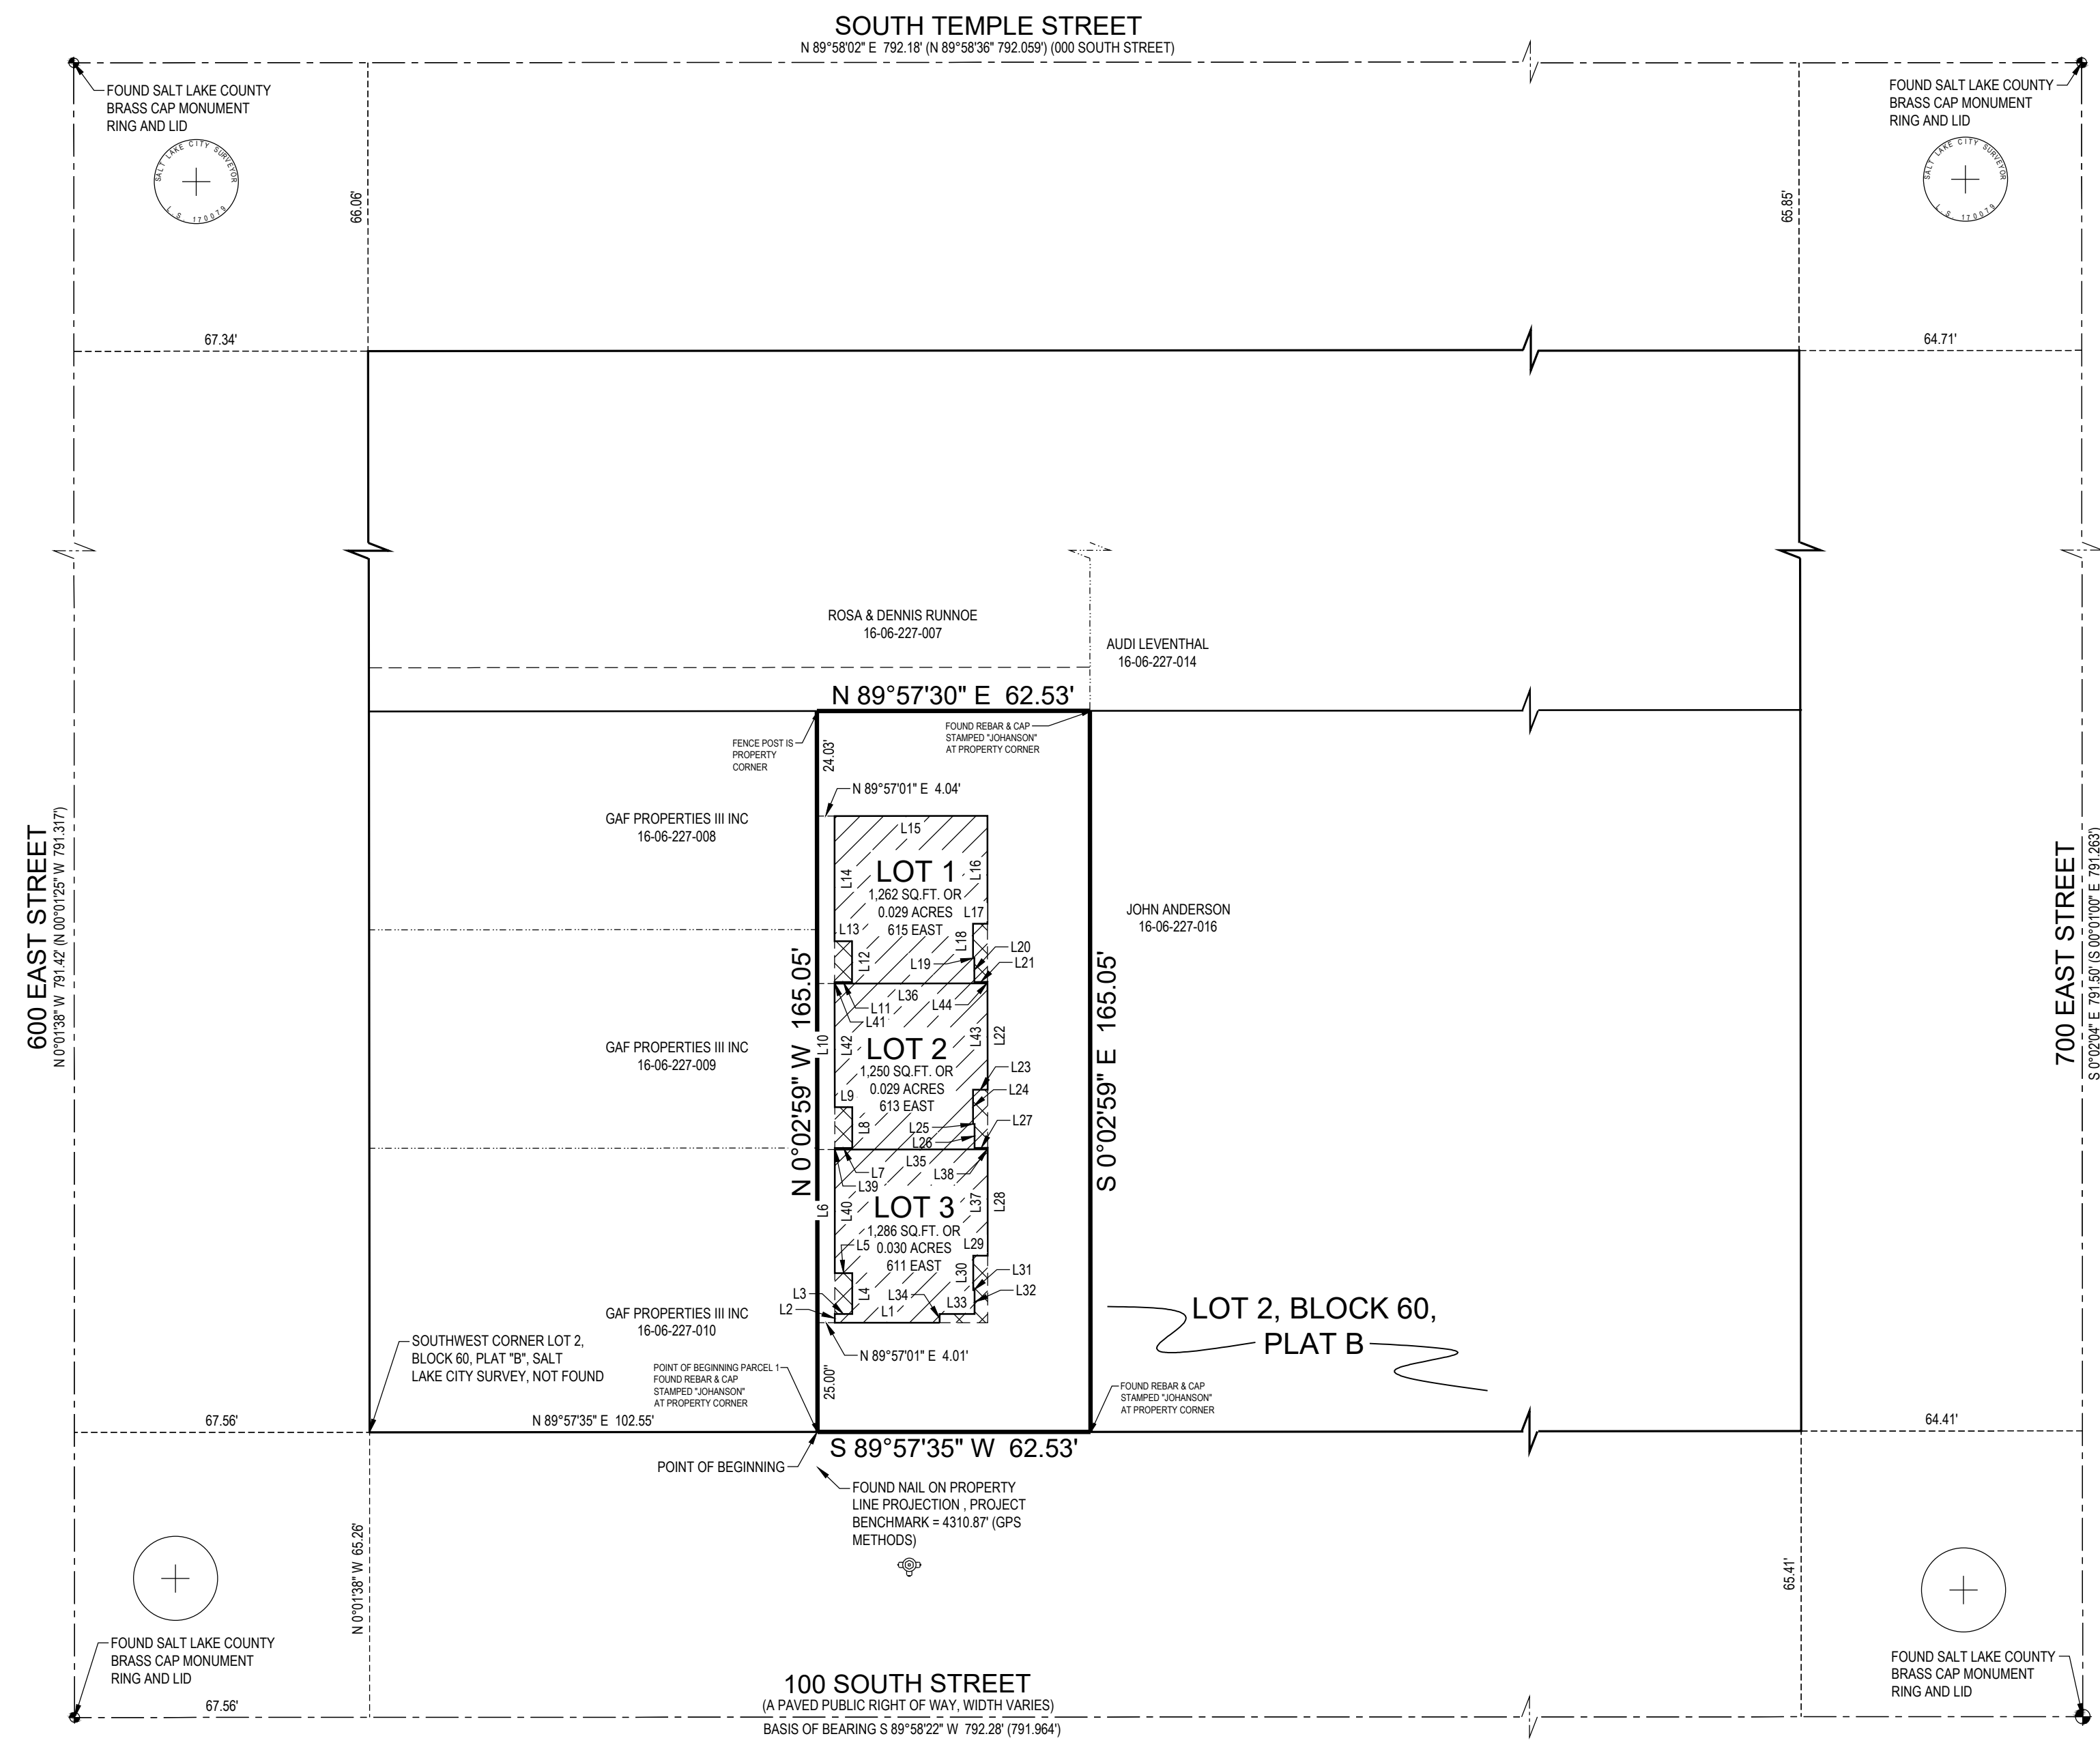 SOUTH TEMPLE STREET
N 89°58'02" E  792.18' (N 89°58'36" 792.059') (000 SOUTH STREET)
FOUND SALT LAKE COUNTY
BRASS CAP MONUMENT
RING AND LID
SALT LAKE CITY SURVEYOR
L.S. 170079
FOUND SALT LAKE COUNTY
BRASS CAP MONUMENT
RING AND LID
SALT LAKE CITY SURVEYOR
L.S. 170079
66.06'
65.85'
67.34'
64.71'
ROSA & DENNIS RUNNOE
16-06-227-007
AUDI LEVENTHAL
16-06-227-014
N 89°57'30" E  62.53'
FENCE POST IS
PROPERTY
CORNER
24.03'
FOUND REBAR & CAP
STAMPED "JOHANSON"
AT PROPERTY CORNER
N 89°57'01" E  4.04'
600 EAST STREET
N 0°01'38" W  791.42' (N 00°01'25" W  791.317')
700 EAST STREET
S 0°02'04" E  791.50' (S 00°01'00" E  791.263')
GAF PROPERTIES III INC
16-06-227-008
L15
LOT 1
L14
L16
1,262 SQ.FT. OR
0.029 ACRES
L17
615 EAST
L13
L18
L12
L19
L20
L21
JOHN ANDERSON
16-06-227-016
N 0°02'59" W  165.05'
S 0°02'59" E  165.05'
L36
L11
L44
L41
GAF PROPERTIES III INC
16-06-227-009
L10
L42
LOT 2
L43
L22
1,250 SQ.FT. OR
0.029 ACRES
613 EAST
L23
L24
L9
L8
L25
L26
L27
L35
L7
L38
L39
LOT 3
L6
L40
L37
L28
1,286 SQ.FT. OR
0.030 ACRES
611 EAST
L5
L29
L30
L31
L32
L3
L4
L34
L33
L2
L1
GAF PROPERTIES III INC
16-06-227-010
LOT 2, BLOCK 60,
PLAT B
SOUTHWEST CORNER LOT 2,
BLOCK 60, PLAT "B", SALT
LAKE CITY SURVEY, NOT FOUND
N 89°57'01" E  4.01'
POINT OF BEGINNING PARCEL 1
FOUND REBAR & CAP
STAMPED "JOHANSON"
AT PROPERTY CORNER
25.00"
FOUND REBAR & CAP
STAMPED "JOHANSON"
AT PROPERTY CORNER
67.56'
N 89°57'35" E  102.55'
64.41'
S 89°57'35" W  62.53'
POINT OF BEGINNING
FOUND NAIL ON PROPERTY
LINE PROJECTION , PROJECT
BENCHMARK = 4310.87' (GPS
METHODS)
N 0°01'38" W  65.26'
65.41'
FOUND SALT LAKE COUNTY
BRASS CAP MONUMENT
RING AND LID
FOUND SALT LAKE COUNTY
BRASS CAP MONUMENT
RING AND LID
67.56'
100 SOUTH STREET
(A PAVED PUBLIC RIGHT OF WAY, WIDTH VARIES)
BASIS OF BEARING S 89°58'22" W  792.28' (791.964')